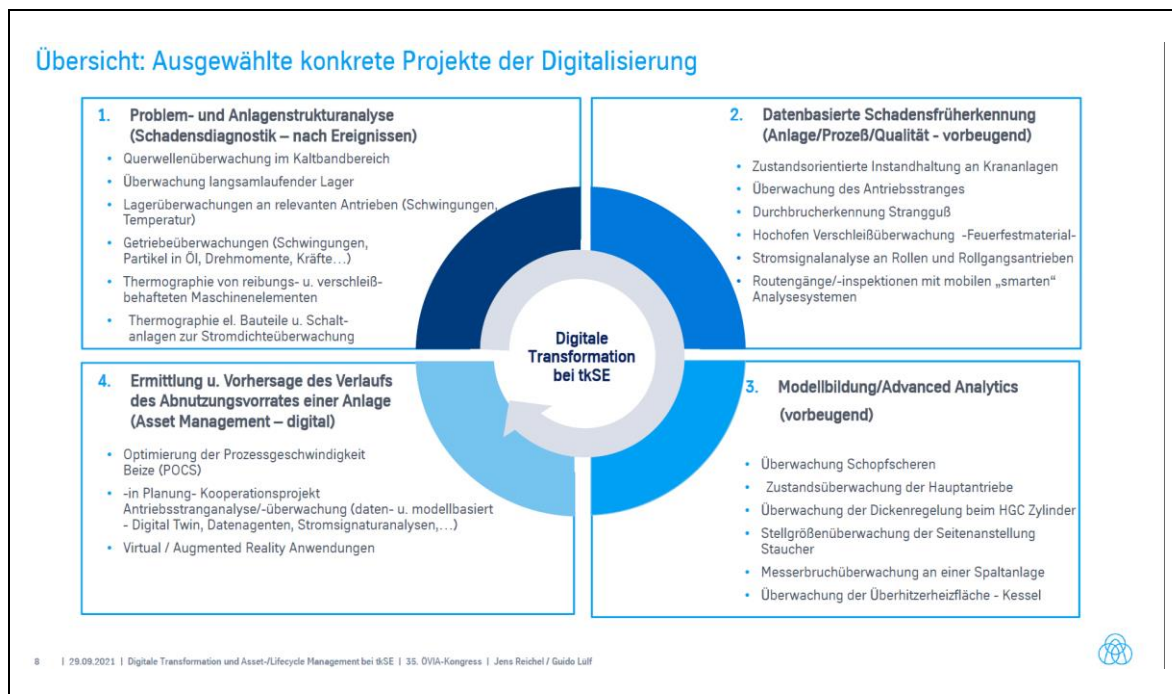 Übersicht: Ausgewählte konkrete Projekte der Digitalisierung
1. Problem- und Anlagenstrukturanalyse
(Schadensdiagnostik – nach Ereignissen)
• Querwellenüberwachung im Kaltbandbereich
• Überwachung langsamlaufender Lager
• Lagerüberwachungen an relevanten Antrieben (Schwingungen,
Temperatur)
• Getriebeüberwachungen (Schwingungen,
Partikel in Öl, Drehmomente, Kräfte…)
• Thermographie von reibungs- u. verschleiß-
behafteten Maschinenelementen
• Thermographie el. Bauteile u. Schalt-
anlagen zur Stromdichteüberwachung
2. Datenbasierte Schadensfrüherkennung
(Anlage/Prozeß/Qualität - vorbeugend)
• Zustandsorientierte Instandhaltung an Krananlagen
• Überwachung des Antriebsstranges
• Durchbrucherkennung Strangguß
• Hochofen Verschleißüberwachung -Feuerfestmaterial-
• Stromsignalanalyse an Rollen und Rollgangsantrieben
• Routengänge/-inspektionen mit mobilen „smarten“
Analysesystemen
Digitale
Transformation
bei tkSE
4. Ermittlung u. Vorhersage des Verlaufs
des Abnutzungsvorrates einer Anlage
(Asset Management – digital)
• Optimierung der Prozessgeschwindigkeit
Beize (POCS)
• -in Planung- Kooperationsprojekt
Antriebsstranganalyse/-überwachung (daten- u. modellbasiert
- Digital Twin, Datenagenten, Stromsignaturanalysen,…)
• Virtual / Augmented Reality Anwendungen
3. Modellbildung/Advanced Analytics
(vorbeugend)
• Überwachung Schopfscheren
• Zustandsüberwachung der Hauptantriebe
• Überwachung der Dickenregelung beim HGC Zylinder
• Stellgrößenüberwachung der Seitenanstellung
Staucher
• Messerbruchüberwachung an einer Spaltanlage
• Überwachung der Überhitzerheizfläche - Kessel
8 | 29.09.2021 | Digitale Transformation und Asset-/Lifecycle Management bei tkSE | 35. ÖVIA-Kongress | Jens Reichel / Guido Lülf